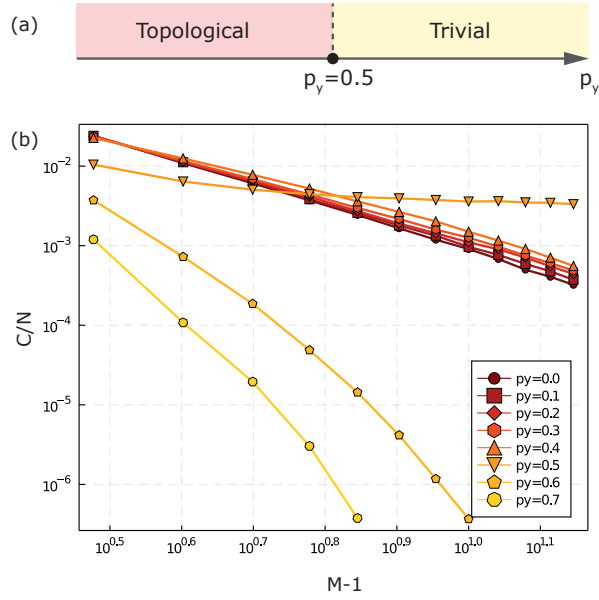 (a)
Topological
Trivial
p_y=0.5
p_y
(b)
C/N
10⁻²
10⁻³
10⁻⁴
10⁻⁵
10⁻⁶
py=0.0
py=0.1
py=0.2
py=0.3
py=0.4
py=0.5
py=0.6
py=0.7
10^0.5 10^0.6 10^0.7 10^0.8 10^0.9 10^1.0 10^1.1
M-1